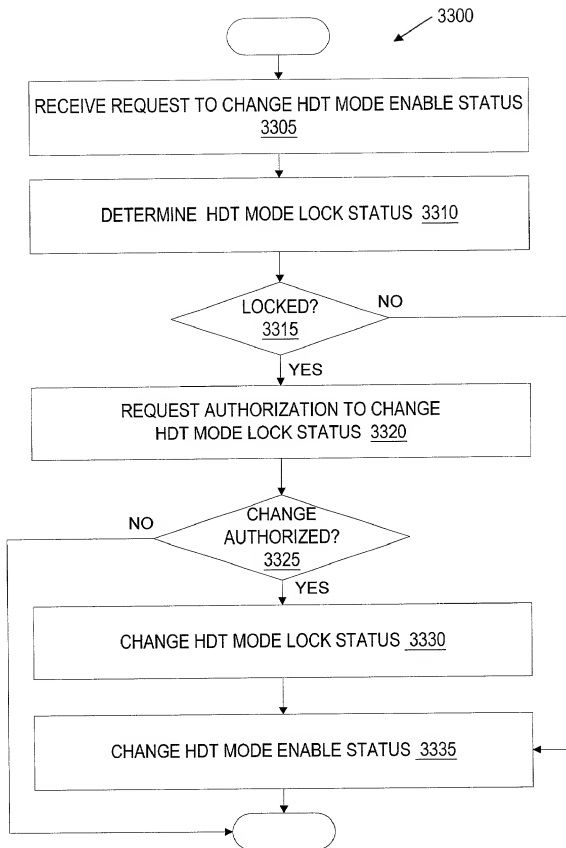 3300
RECEIVE REQUEST TO CHANGE HDT MODE ENABLE STATUS
3305
DETERMINE HDT MODE LOCK STATUS 3310
LOCKED?
3315
NO
YES
REQUEST AUTHORIZATION TO CHANGE
HDT MODE LOCK STATUS 3320
NO
CHANGE
AUTHORIZED?
3325
YES
CHANGE HDT MODE LOCK STATUS 3330
CHANGE HDT MODE ENABLE STATUS 3335